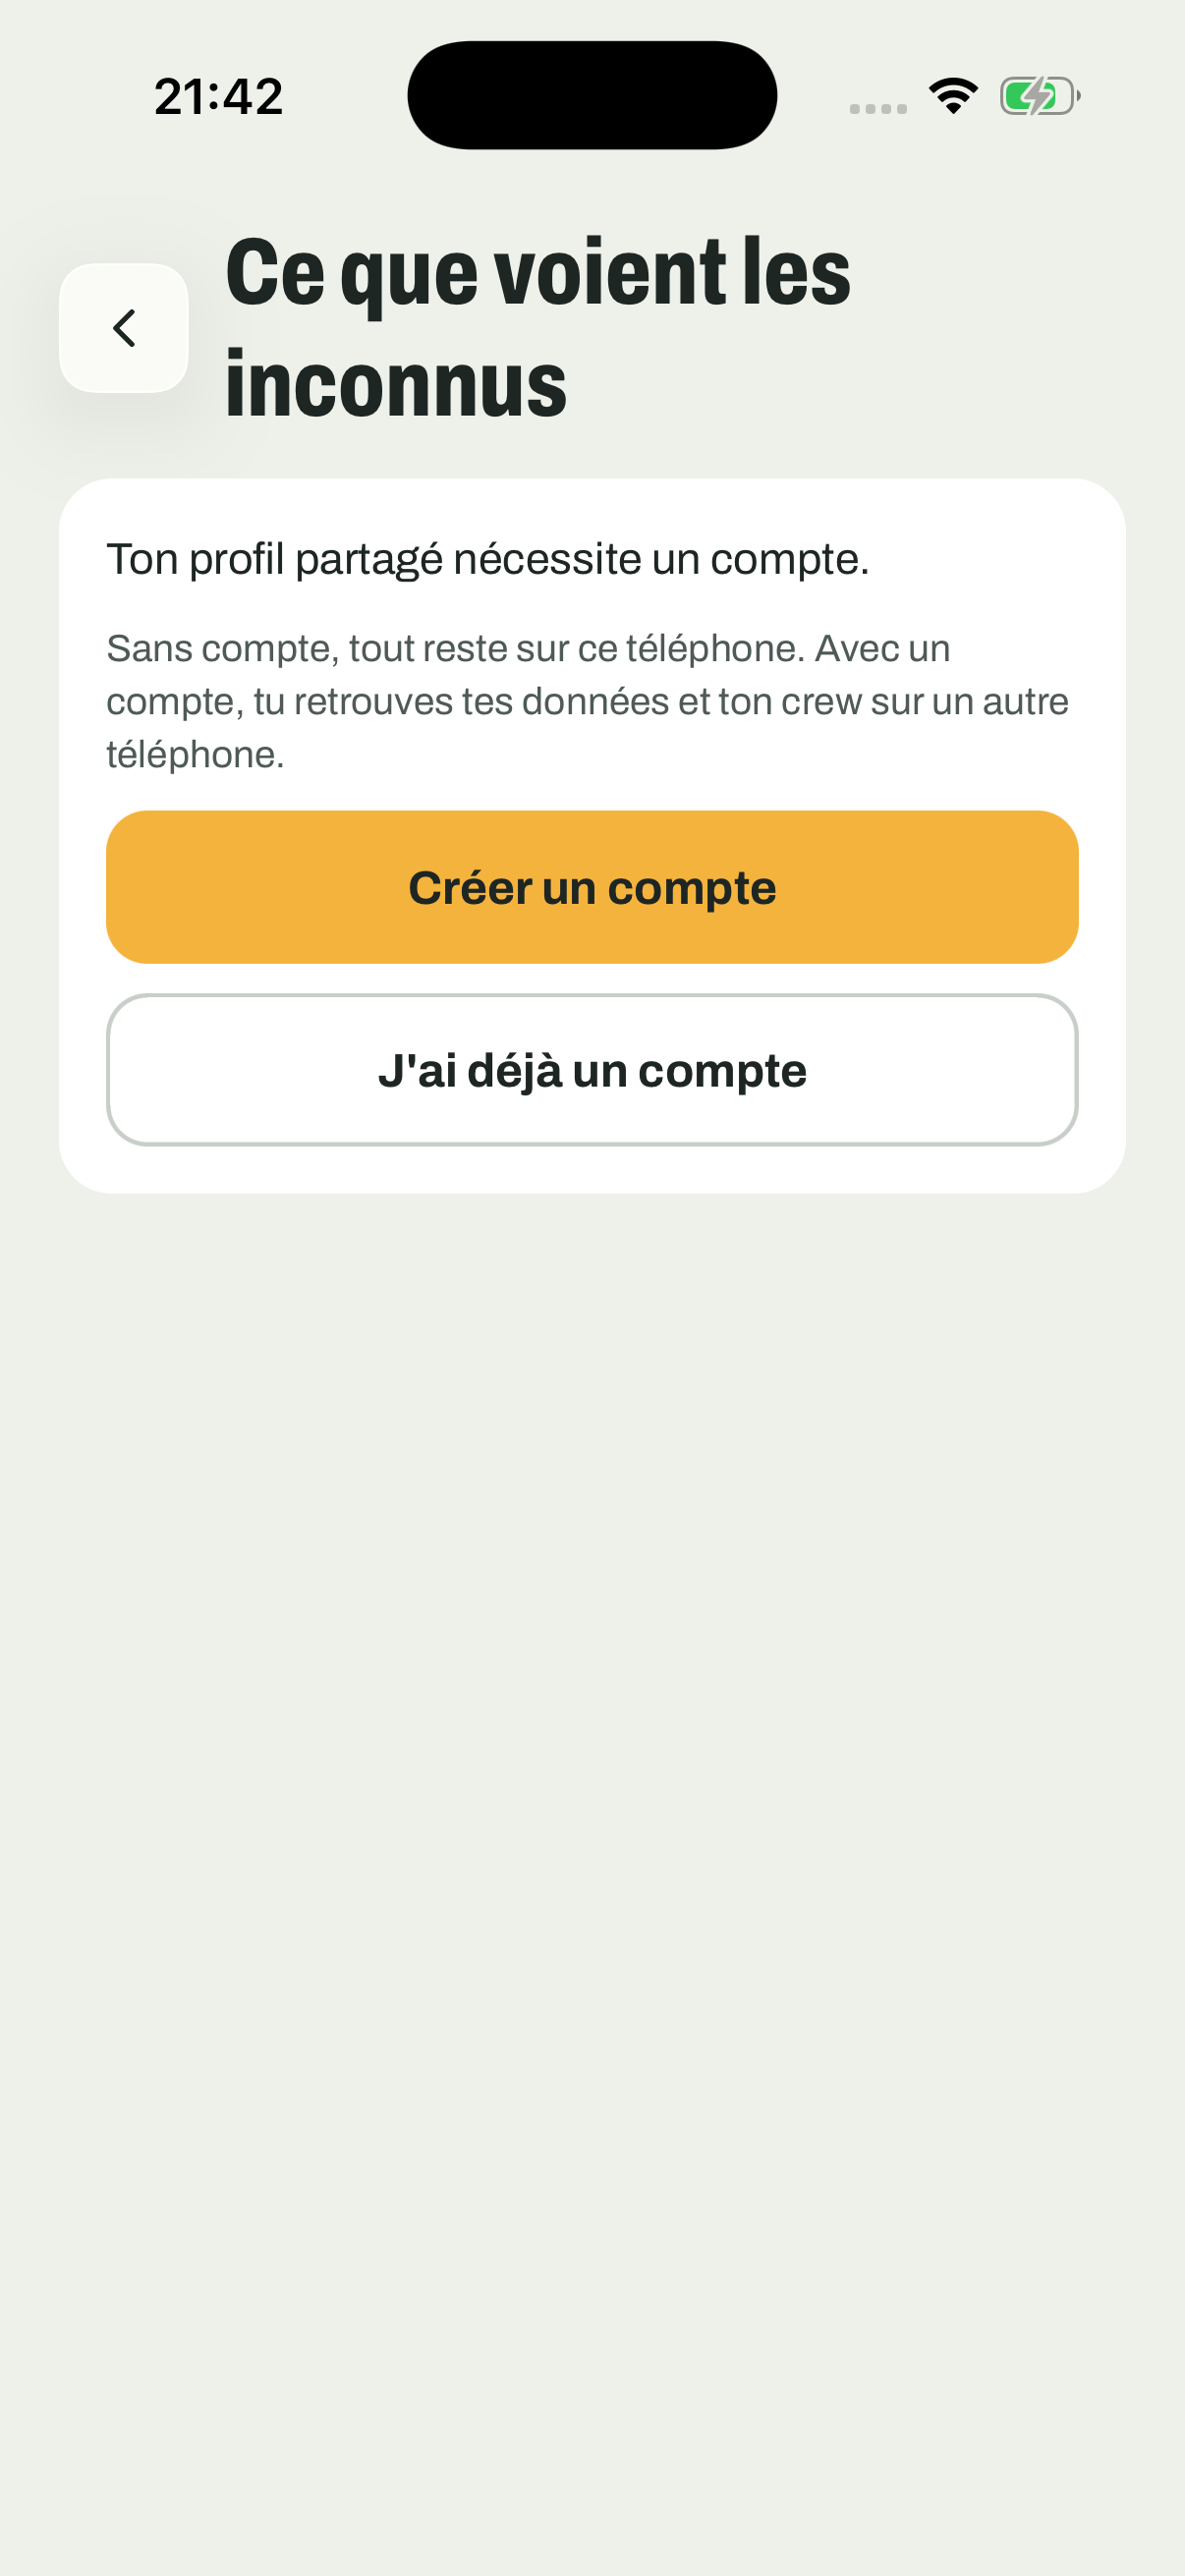 21:42
Ce que voient les
inconnus
Ton profil partagé nécessite un compte.
Sans compte, tout reste sur ce téléphone. Avec un
compte, tu retrouves tes données et ton crew sur un autre
téléphone.
Créer un compte
J'ai déjà un compte